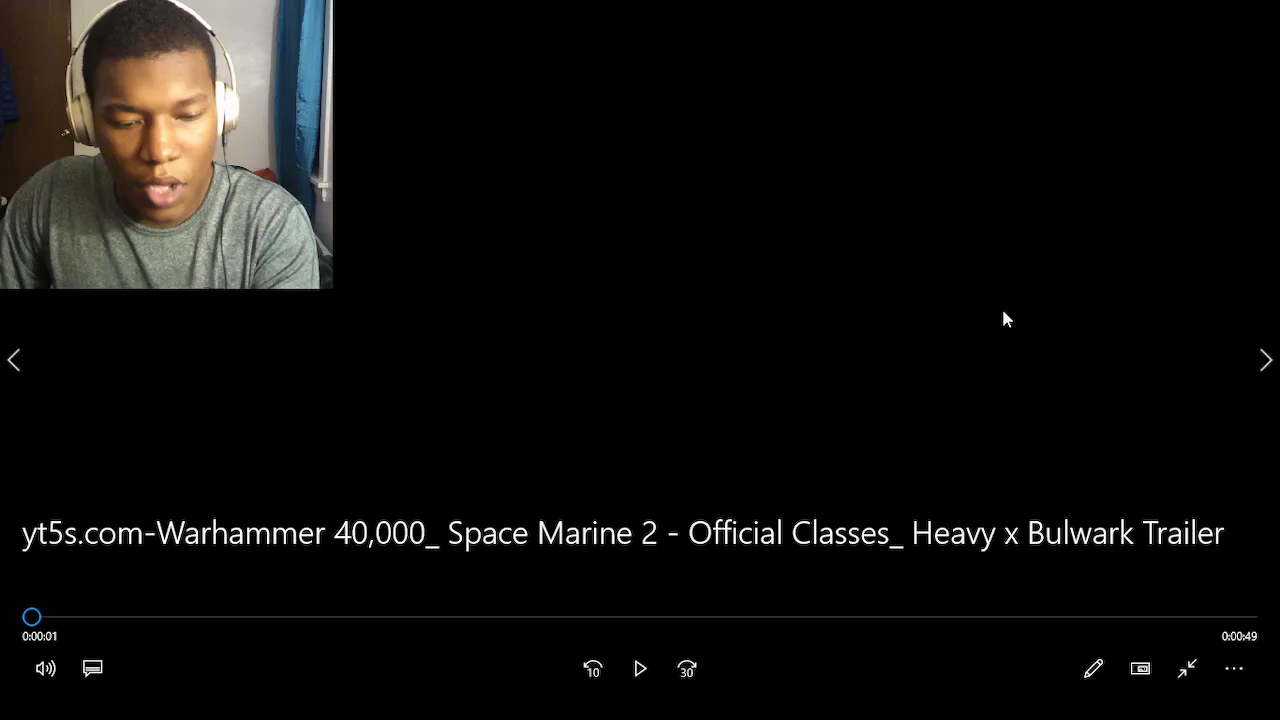 yt5s.com-Warhammer 40,000_ Space Marine 2 - Official Classes_ Heavy x Bulwark Trailer
0:00:01
0:00:49
10
30